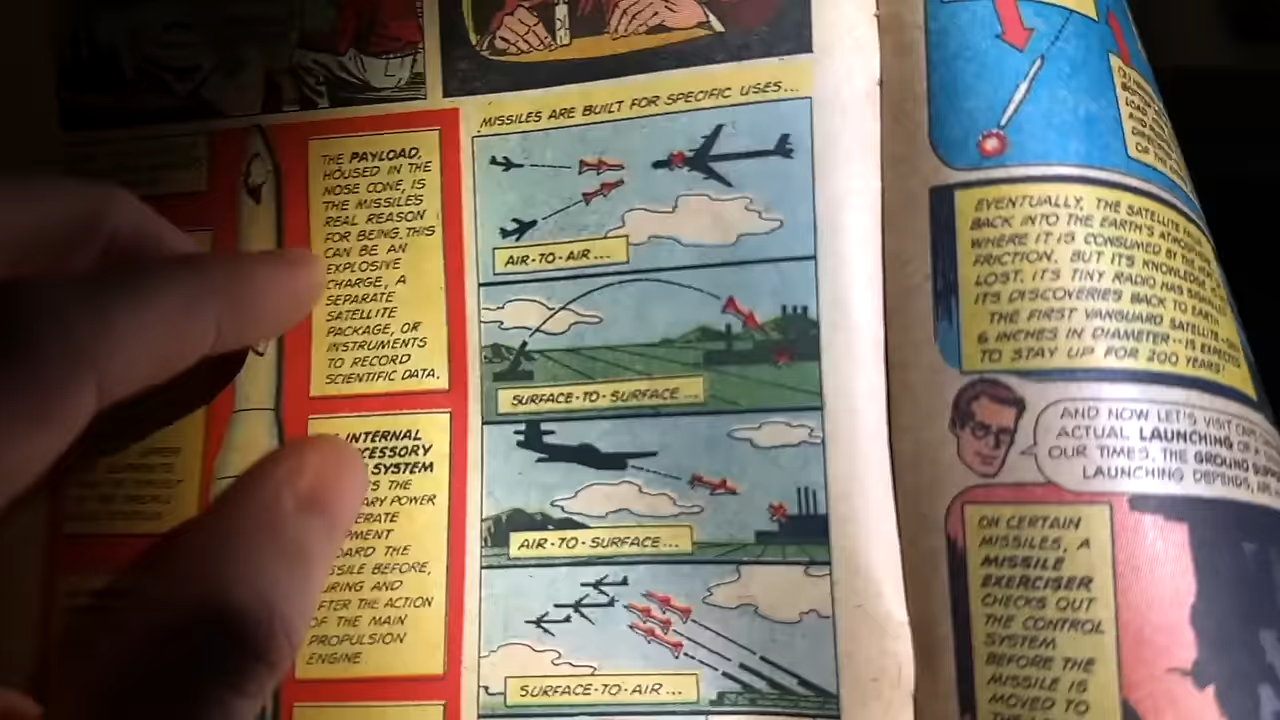 THE PAYLOAD,
HOUSED IN THE
NOSE CONE, IS
THE MISSILE'S
REAL REASON
FOR BEING. THIS
CAN BE AN
EXPLOSIVE
CHARGE, A
SEPARATE
SATELLITE
PACKAGE, OR
INSTRUMENTS
TO RECORD
SCIENTIFIC DATA.
INTERNAL
SYSTEM
THE
POWER
THE
BEFORE,
AND
THE ACTION
OF THE MAIN
PROPULSION
ENGINE
MISSILES ARE BUILT FOR SPECIFIC USES...
AIR-TO-AIR...
SURFACE-TO-SURFACE...
AIR-TO-SURFACE...
SURFACE-TO-AIR...
AND
OF THE
EVENTUALLY, THE SATELLITE
BACK INTO THE EARTH'S
WHERE IT IS CONSUMED BY THE
FRICTION. BUT ITS KNOWLEDGE
LOST. ITS TINY RADIO HAS
ITS DISCOVERIES BACK TO EARTH
THE FIRST VANGUARD SATELLITE--
6 INCHES IN DIAMETER--IS EXPECTED
TO STAY UP FOR 200 YEARS!
AND NOW LET'S VISIT
ACTUAL LAUNCHING OF A
OUR TIMES, THE GROUND
LAUNCHING DEPENDS,
ON CERTAIN
MISSILES, A
MISSILE
EXERCISER
CHECKS OUT
THE CONTROL
SYSTEM
BEFORE THE
MISSILE IS
MOVED TO